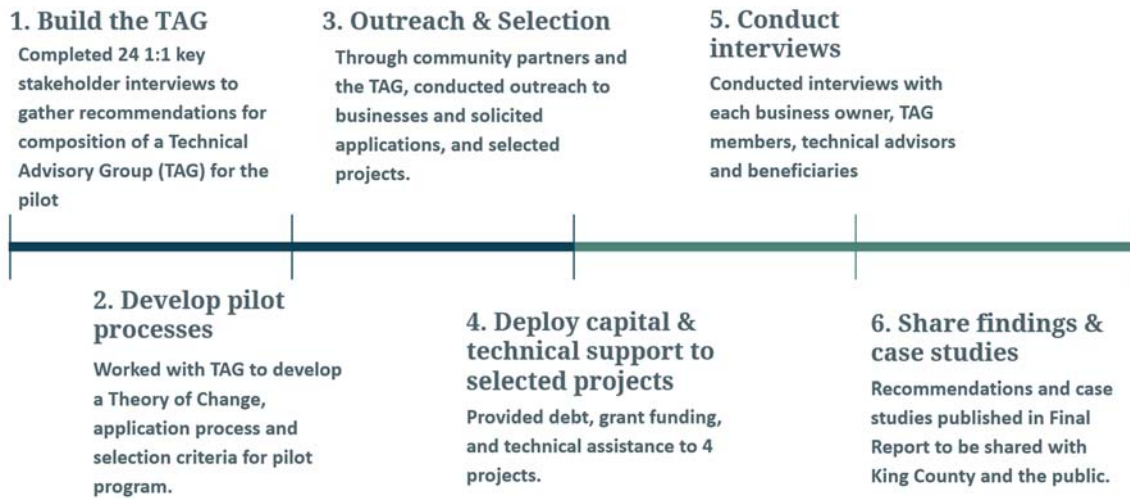 1. Build the TAG
Completed 24 1:1 key
stakeholder interviews to
gather recommendations for
composition of a Technical
Advisory Group (TAG) for the
pilot
2. Develop pilot
processes
Worked with TAG to develop
a Theory of Change,
application process and
selection criteria for pilot
program.
3. Outreach & Selection
Through community partners and
the TAG, conducted outreach to
businesses and solicited
applications, and selected
projects.
4. Deploy capital &
technical support to
selected projects
Provided debt, grant funding,
and technical assistance to 4
projects.
5. Conduct
interviews
Conducted interviews with
each business owner, TAG
members, technical advisors
and beneficiaries
6. Share findings &
case studies
Recommendations and case
studies published in Final
Report to be shared with
King County and the public.